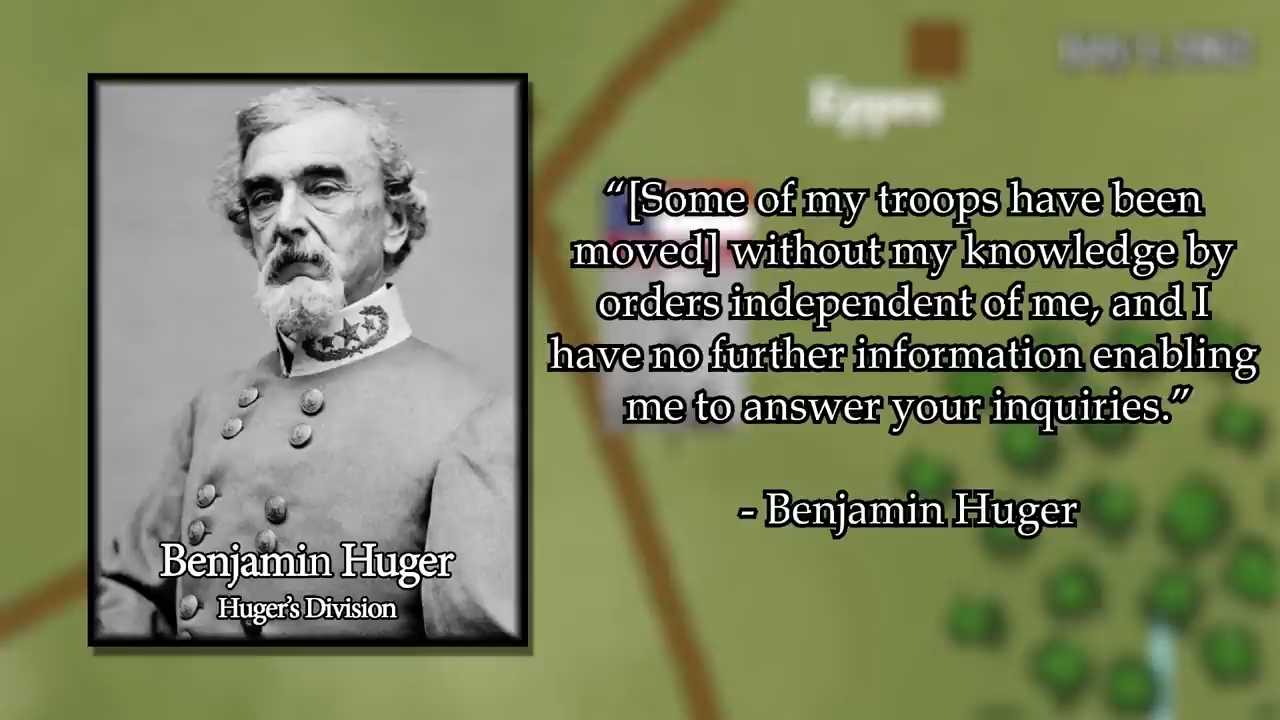 “[Some of my troops have been
moved] without my knowledge by
orders independent of me, and I
have no further information enabling
me to answer your inquiries.”
- Benjamin Huger
Benjamin Huger
Huger’s Division